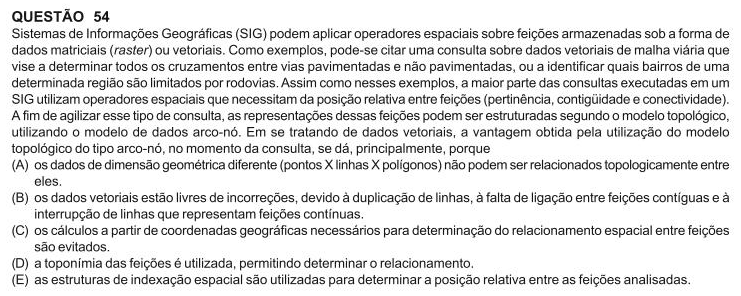 QUESTÃO 54
Sistemas de Informações Geográficas (SIG) podem aplicar operadores espaciais sobre feições armazenadas sob a forma de
dados matriciais (raster) ou vetoriais. Como exemplos, pode-se citar uma consulta sobre dados vetoriais de malha viária que
vise a determinar todos os cruzamentos entre vias pavimentadas e não pavimentadas, ou a identificar quais bairros de uma
determinada região são limitados por rodovias. Assim como nesses exemplos, a maior parte das consultas executadas em um
SIG utilizam operadores espaciais que necessitam da posição relativa entre feições (pertinência, contigüidade e conectividade).
A fim de agilizar esse tipo de consulta, as representações dessas feições podem ser estruturadas segundo o modelo topológico,
utilizando o modelo de dados arco-nó. Em se tratando de dados vetoriais, a vantagem obtida pela utilização do modelo
topológico do tipo arco-nó, no momento da consulta, se dá, principalmente, porque
(A) os dados de dimensão geométrica diferente (pontos X linhas X polígonos) não podem ser relacionados topologicamente entre
eles.
(B) os dados vetoriais estão livres de incorreções, devido à duplicação de linhas, à falta de ligação entre feições contíguas e à
interrupção de linhas que representam feições contínuas.
(C) os cálculos a partir de coordenadas geográficas necessários para determinação do relacionamento espacial entre feições
são evitados.
(D) a toponímia das feições é utilizada, permitindo determinar o relacionamento.
(E) as estruturas de indexação espacial são utilizadas para determinar a posição relativa entre as feições analisadas.